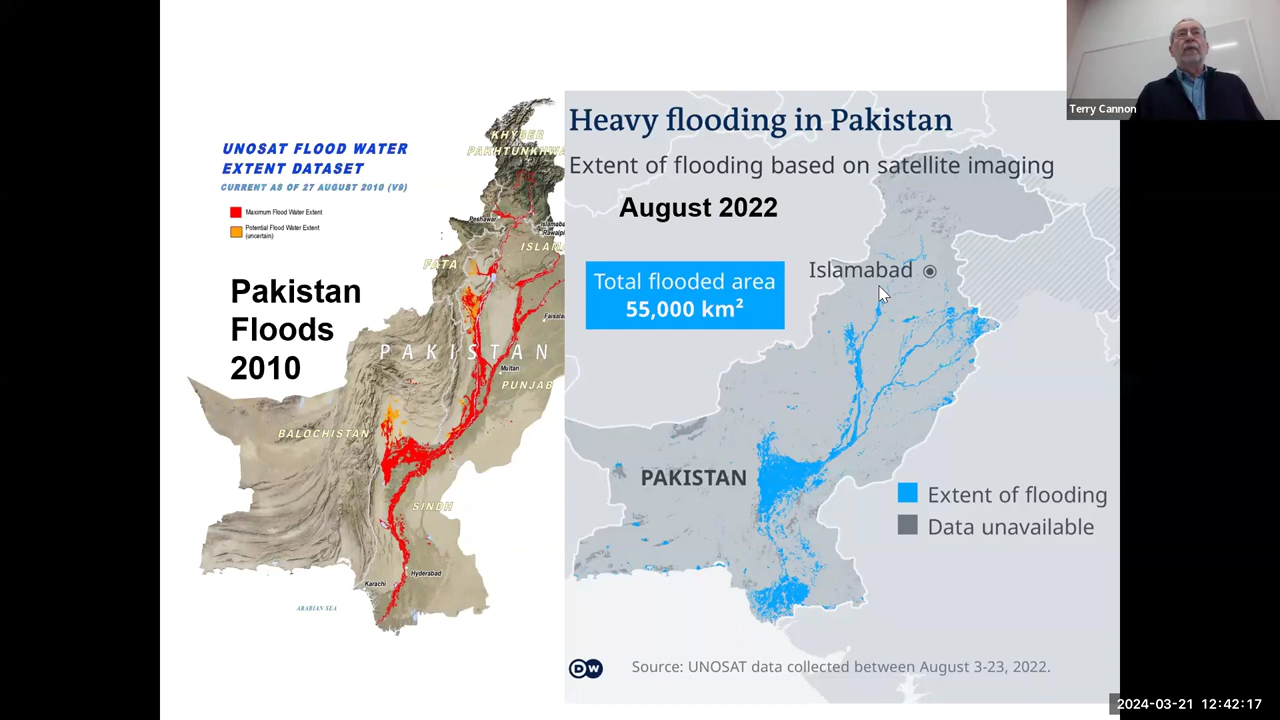 Terry Cannon
UNOSAT FLOOD WATER
EXTENT DATASET
CURRENT AS OF 27 AUGUST 2010 (V9)
Maximum Flood Water Extent
Potential Flood Water Extent
(uncertain)
Pakistan
Floods
2010
KHYBER
PAKHTUNKHWA
Peshawar
Islamaba
Rawalpi
ISLAM
FATA
Faisala
PAKISTAN
Multan
PUNJAB
BALOCHISTAN
SINDH
Hyderabad
Karachi
ARABIAN SEA
Heavy flooding in Pakistan
Extent of flooding based on satellite imaging
August 2022
Total flooded area
55,000 km²
Islamabad
PAKISTAN
Extent of flooding
Data unavailable
DW
Source: UNOSAT data collected between August 3-23, 2022.
2024-03-21 12:42:17